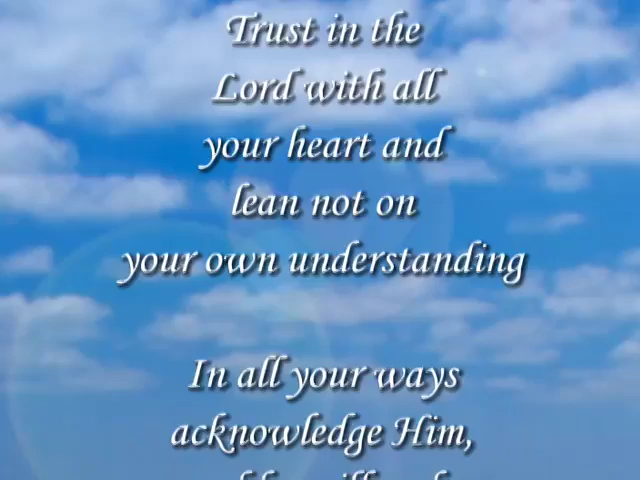 Trust in the
Lord with all
your heart and
lean not on
your own understanding
In all your ways
acknowledge Him,